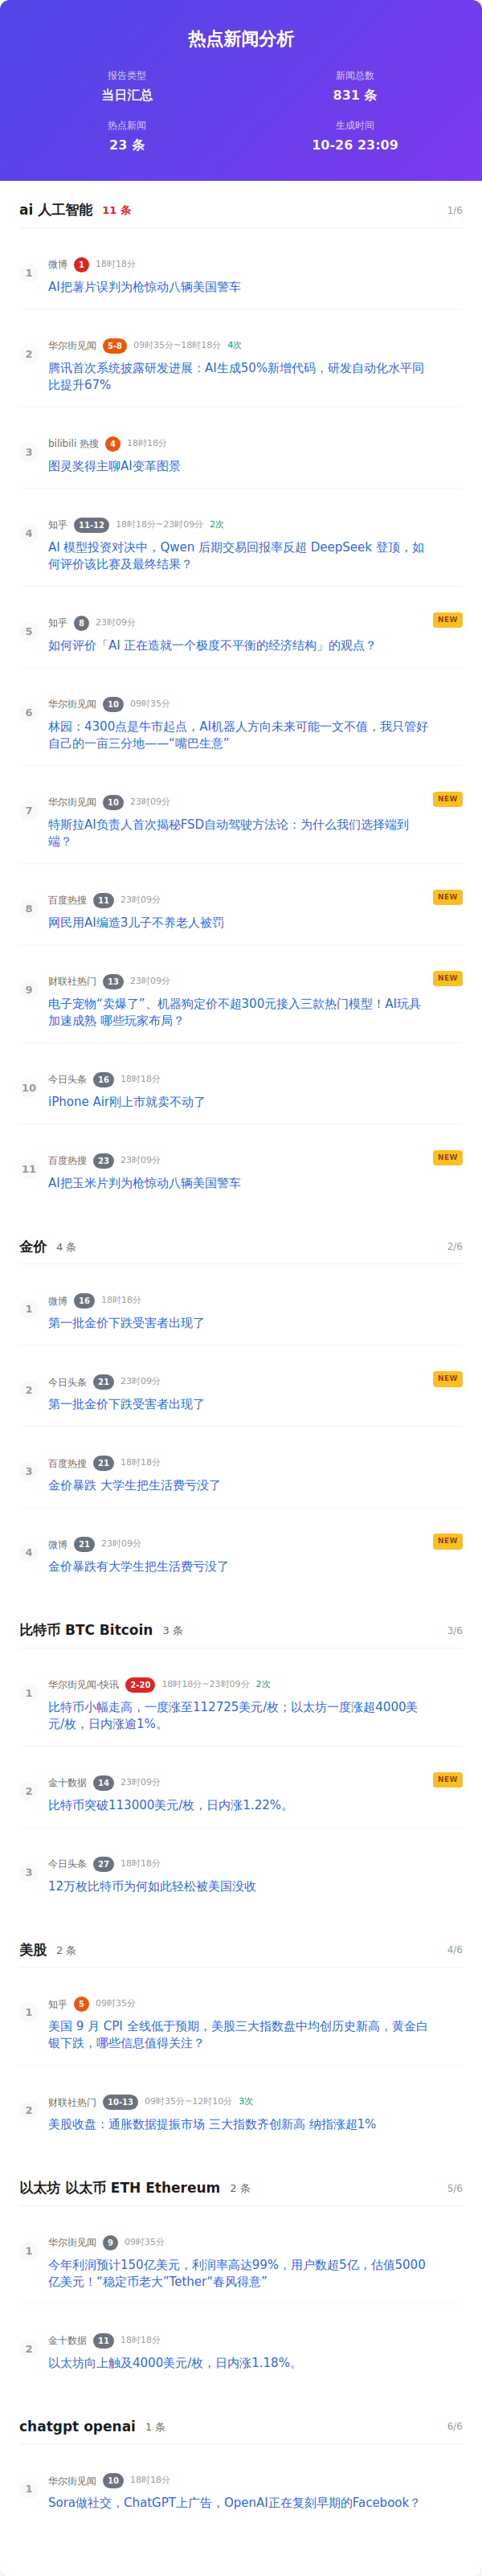 热点新闻分析
报告类型
新闻总数
当日汇总
831 条
热点新闻
生成时间
23 条
10-26 23:09
ai 人工智能 11 条 1/6
1
微博 1 18时18分
AI把薯片误判为枪惊动八辆美国警车
2
华尔街见闻 5-8 09时35分~18时18分 4次
腾讯首次系统披露研发进展：AI生成50%新增代码，研发自动化水平同
比提升67%
3
bilibili 热搜 4 18时18分
图灵奖得主聊AI变革图景
4
知乎 11-12 18时18分~23时09分 2次
AI 模型投资对决中，Qwen 后期交易回报率反超 DeepSeek 登顶，如
何评价该比赛及最终结果？
5
知乎 8 23时09分 NEW
如何评价「AI 正在造就一个极度不平衡的经济结构」的观点？
6
华尔街见闻 10 09时35分
林园：4300点是牛市起点，AI机器人方向未来可能一文不值，我只管好
自己的一亩三分地——“嘴巴生意”
7
华尔街见闻 10 23时09分 NEW
特斯拉AI负责人首次揭秘FSD自动驾驶方法论：为什么我们选择端到
端？
8
百度热搜 11 23时09分 NEW
网民用AI编造3儿子不养老人被罚
9
财联社热门 13 23时09分 NEW
电子宠物“卖爆了”、机器狗定价不超300元接入三款热门模型！AI玩具
加速成熟 哪些玩家布局？
10
今日头条 16 18时18分
iPhone Air刚上市就卖不动了
11
百度热搜 23 23时09分 NEW
AI把玉米片判为枪惊动八辆美国警车
金价 4 条 2/6
1
微博 16 18时18分
第一批金价下跌受害者出现了
2
今日头条 21 23时09分 NEW
第一批金价下跌受害者出现了
3
百度热搜 21 18时18分
金价暴跌 大学生把生活费亏没了
4
微博 21 23时09分 NEW
金价暴跌有大学生把生活费亏没了
比特币 BTC Bitcoin 3 条 3/6
1
华尔街见闻-快讯 2-20 18时18分~23时09分 2次
比特币小幅走高，一度涨至112725美元/枚；以太坊一度涨超4000美
元/枚，日内涨逾1%。
2
金十数据 14 23时09分 NEW
比特币突破113000美元/枚，日内涨1.22%。
3
今日头条 27 18时18分
12万枚比特币为何如此轻松被美国没收
美股 2 条 4/6
1
知乎 5 09时35分
美国 9 月 CPI 全线低于预期，美股三大指数盘中均创历史新高，黄金白
银下跌，哪些信息值得关注？
2
财联社热门 10-13 09时35分~12时10分 3次
美股收盘：通胀数据提振市场 三大指数齐创新高 纳指涨超1%
以太坊 以太币 ETH Ethereum 2 条 5/6
1
华尔街见闻 9 09时35分
今年利润预计150亿美元，利润率高达99%，用户数超5亿，估值5000
亿美元！“稳定币老大”Tether“春风得意”
2
金十数据 11 18时18分
以太坊向上触及4000美元/枚，日内涨1.18%。
chatgpt openai 1 条 6/6
1
华尔街见闻 10 18时18分
Sora做社交，ChatGPT上广告，OpenAI正在复刻早期的Facebook？